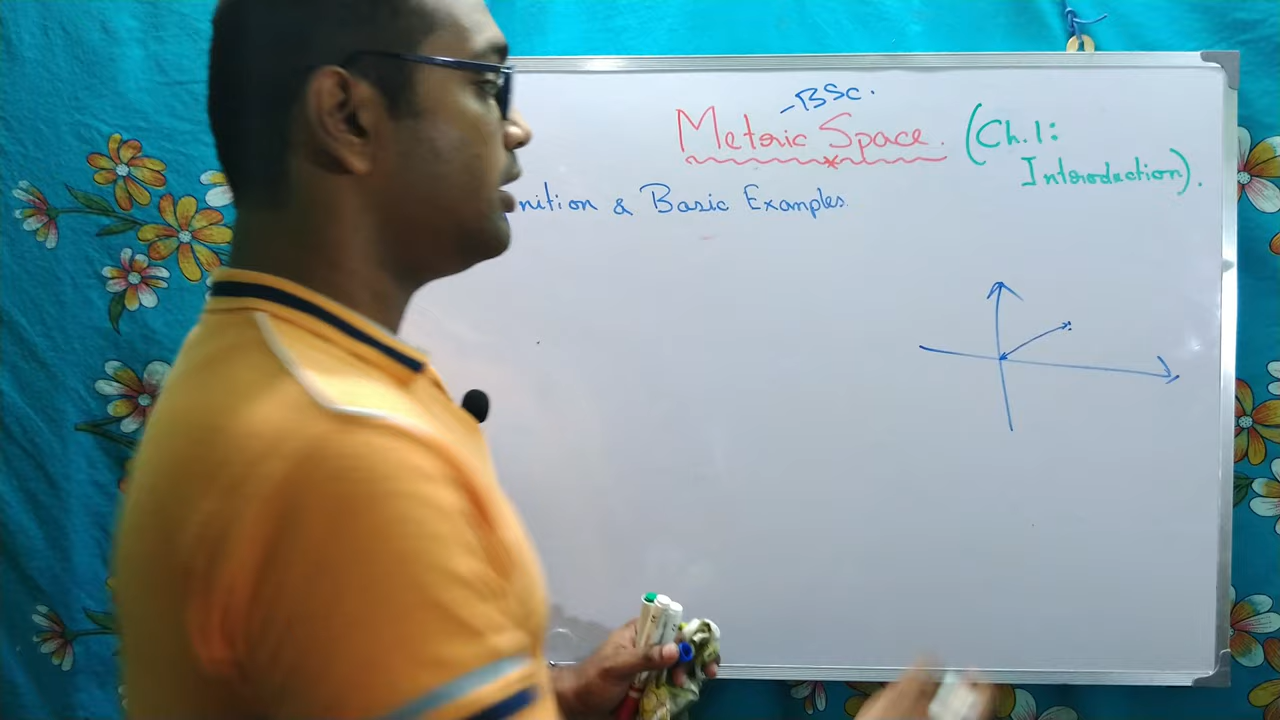 -BSc.
Metric Space. (Ch.1:
Introduction).
nition & Basic Examples.